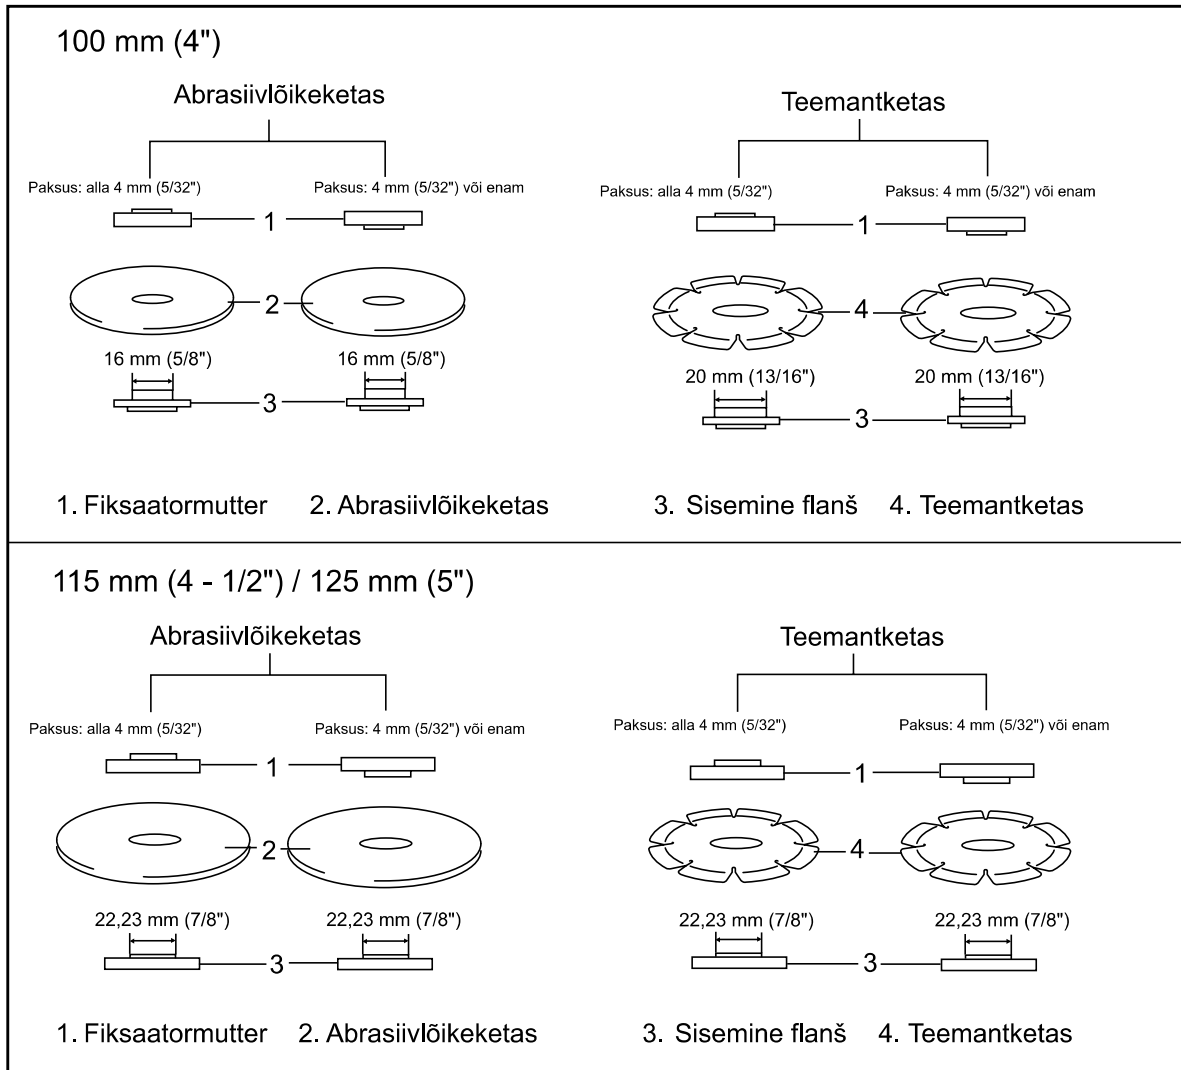 100 mm (4")
Abrasiivlõikeketas
Teemantketas
Paksus: alla 4 mm (5/32")
Paksus: 4 mm (5/32") või enam
Paksus: alla 4 mm (5/32")
Paksus: 4 mm (5/32") või enam
1
1
2
4
16 mm (5/8")
16 mm (5/8")
20 mm (13/16")
20 mm (13/16")
3
3
1. Fiksaatormutter
2. Abrasiivlõikeketas
3. Sisemine flanš
4. Teemantketas
115 mm (4 - 1/2") / 125 mm (5")
Abrasiivlõikeketas
Teemantketas
Paksus: alla 4 mm (5/32")
Paksus: 4 mm (5/32") või enam
Paksus: alla 4 mm (5/32")
Paksus: 4 mm (5/32") või enam
1
1
2
4
22,23 mm (7/8")
22,23 mm (7/8")
22,23 mm (7/8")
22,23 mm (7/8")
3
3
1. Fiksaatormutter
2. Abrasiivlõikeketas
3. Sisemine flanš
4. Teemantketas